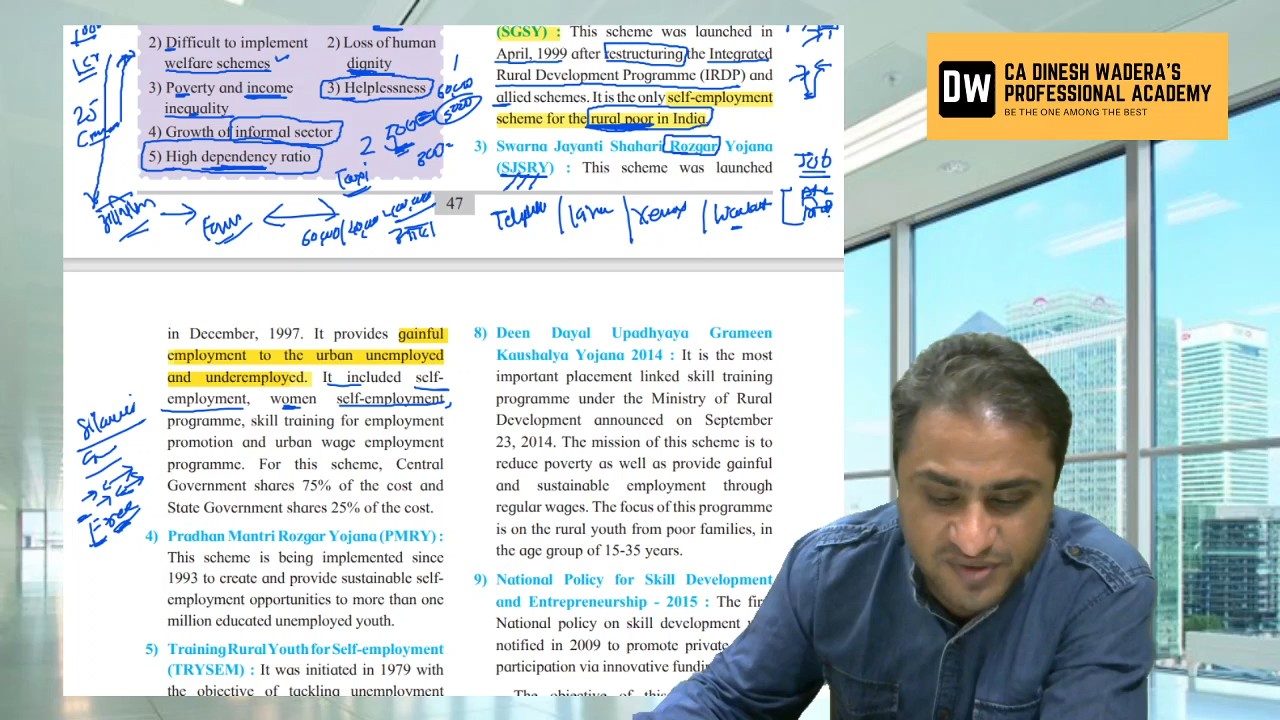 2) Difficult to implement
welfare schemes
3) Poverty and income
inequality
4) Growth of informal sector
5) High dependency ratio
2) Loss of human
dignity
3) Helplessness
(SGSY) : This scheme was launched in
April, 1999 after restructuring the Integrated
Rural Development Programme (IRDP) and
allied schemes. It is the only self-employment
scheme for the rural poor in India.
3) Swarna Jayanti Shahari Rozgar Yojana
(SJSRY) : This scheme was launched
47
25
2
Job
Free
in December, 1997. It provides gainful
employment to the urban unemployed
and underemployed. It included self-
employment, women self-employment
programme, skill training for employment
promotion and urban wage employment
programme. For this scheme, Central
Government shares 75% of the cost and
State Government shares 25% of the cost.
4) Pradhan Mantri Rozgar Yojana (PMRY) :
This scheme is being implemented since
1993 to create and provide sustainable self-
employment opportunities to more than one
million educated unemployed youth.
5) Training Rural Youth for Self-employment
(TRYSEM) : It was initiated in 1979 with
the objective of tackling unemployment
8) Deen Dayal Upadhyaya Grameen
Kaushalya Yojana 2014 : It is the most
important placement linked skill training
programme under the Ministry of Rural
Development announced on September
23, 2014. The mission of this scheme is to
reduce poverty as well as provide gainful
and sustainable employment through
regular wages. The focus of this programme
is on the rural youth from poor families, in
the age group of 15-35 years.
9) National Policy for Skill Development
and Entrepreneurship - 2015 : The
National policy on skill development
notified in 2009 to promote private
participation via innovative
The objective of this
DW
CA DINESH WADERA'S
PROFESSIONAL ACADEMY
BE THE ONE AMONG THE BEST